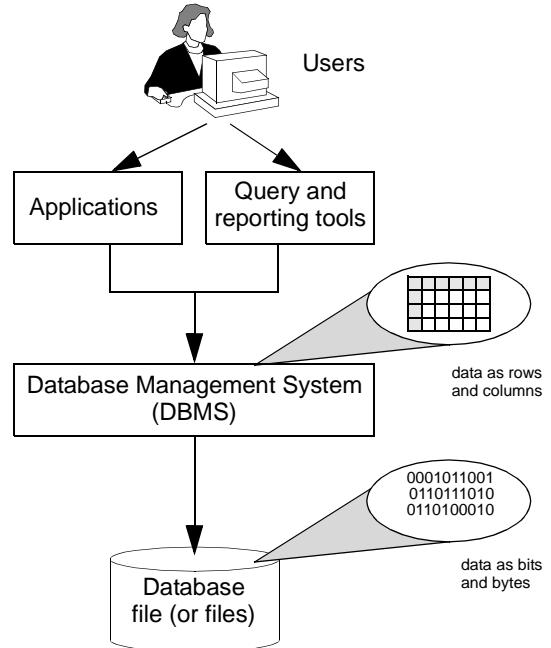 Users
Applications
Query and
reporting tools
data as rows
and columns
Database Management System
(DBMS)
0001011001
0110111010
0110100010
data as bits
and bytes
Database
file (or files)